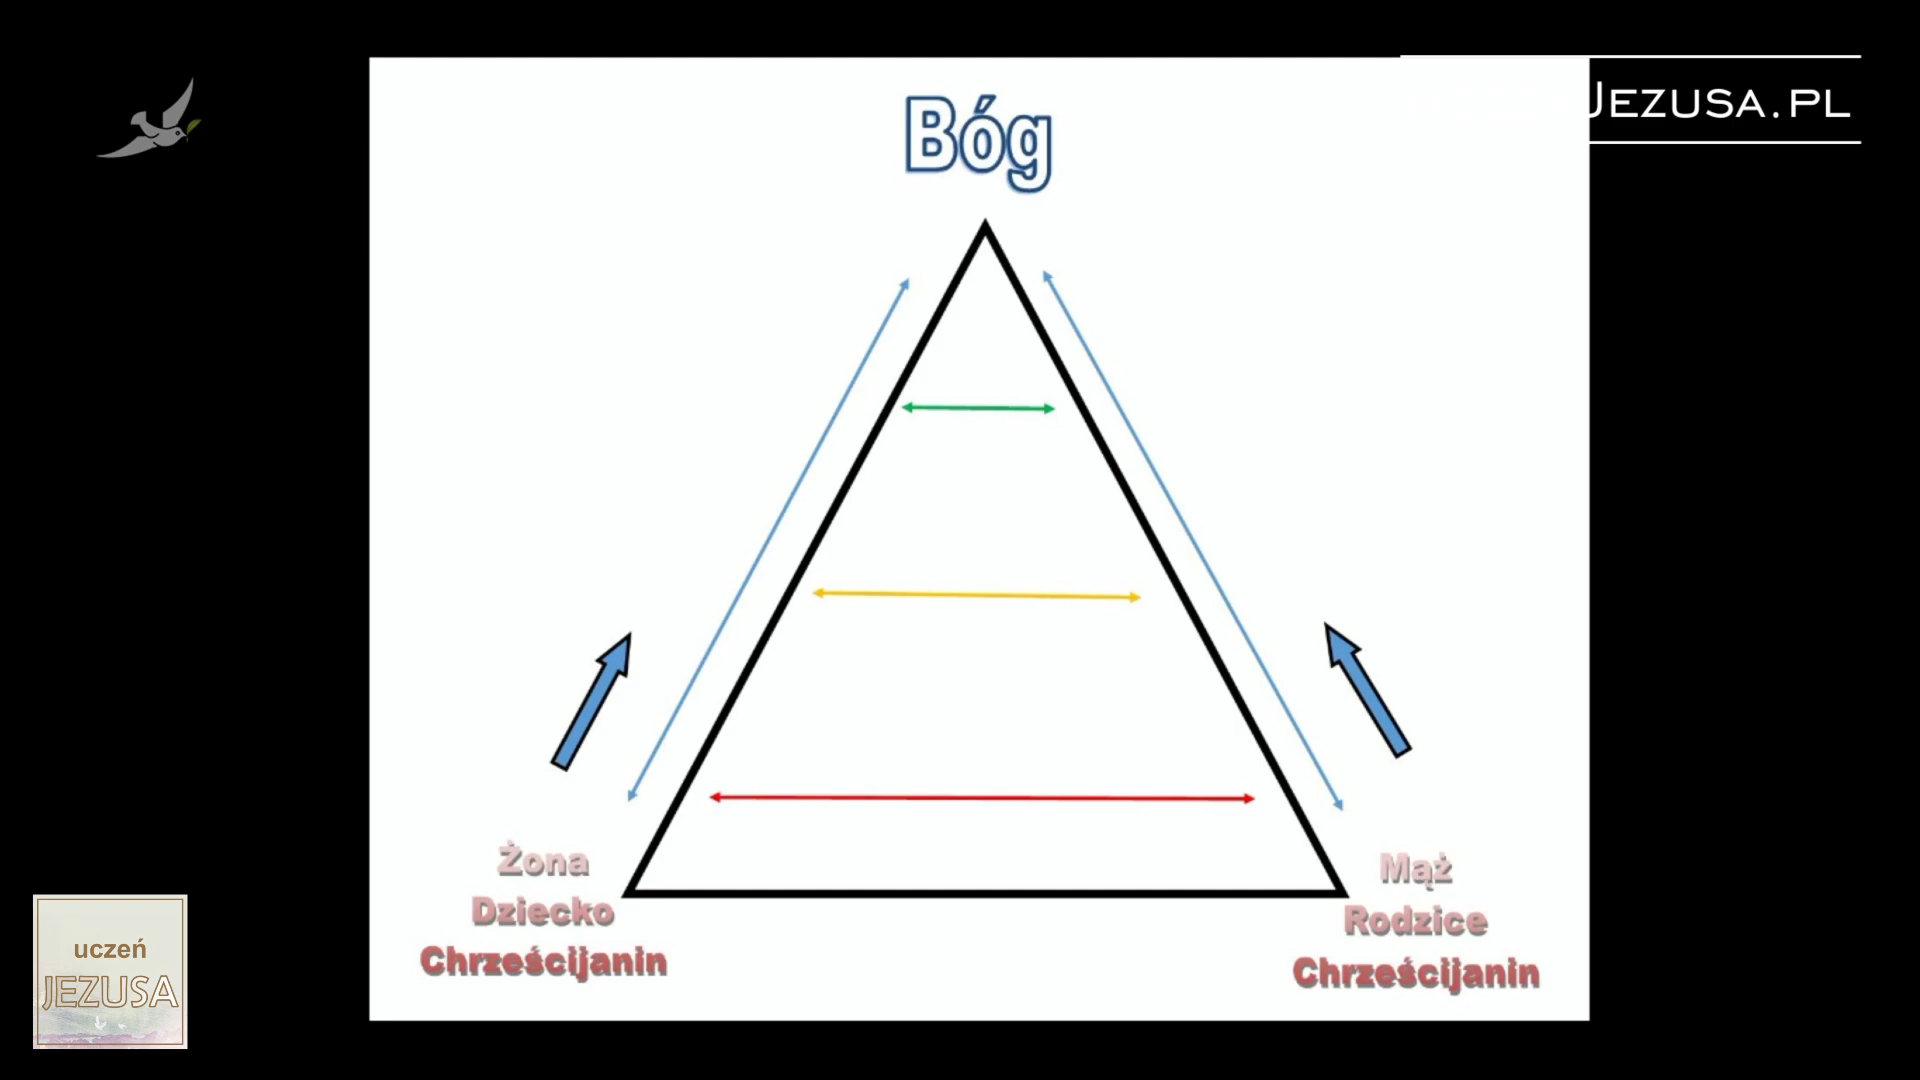 Bóg
JEZUSA.PL
Żona
Dziecko
Chrześcijanin
Mąż
Rodzice
Chrześcijanin
uczeń
JEZUSA